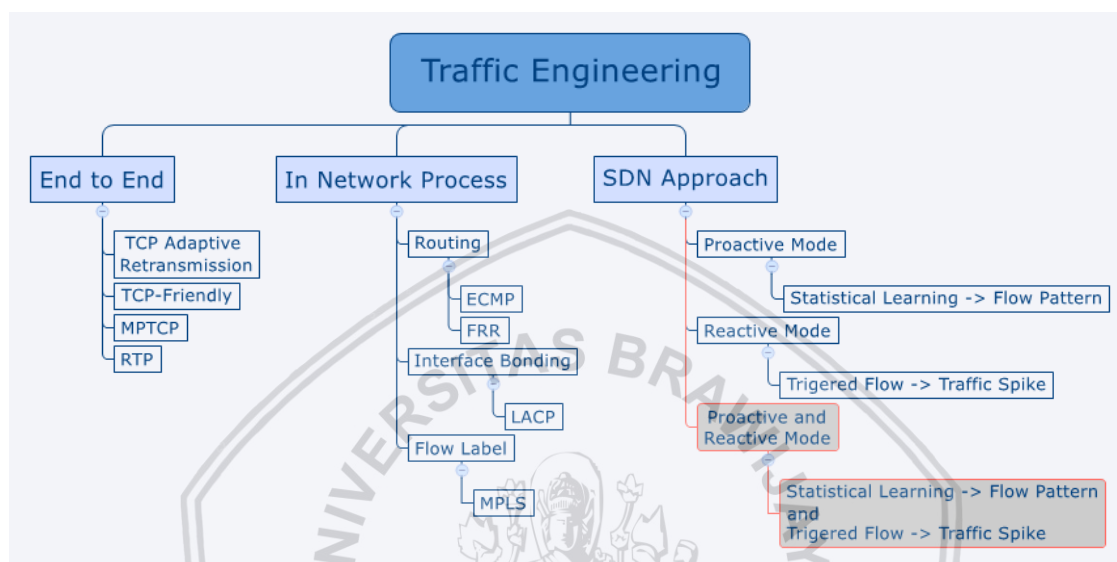 Traffic Engineering
End to End
TCP Adaptive
Retransmission
TCP-Friendly
MPTCP
RTP
In Network Process
Routing
ECMP
FRR
Interface Bonding
LACP
Flow Label
MPLS
SDN Approach
Proactive Mode
Statistical Learning -> Flow Pattern
Reactive Mode
Trigered Flow -> Traffic Spike
Proactive and
Reactive Mode
Statistical Learning -> Flow Pattern
and
Trigered Flow -> Traffic Spike
UNIVERSITAS BRAWIJAY